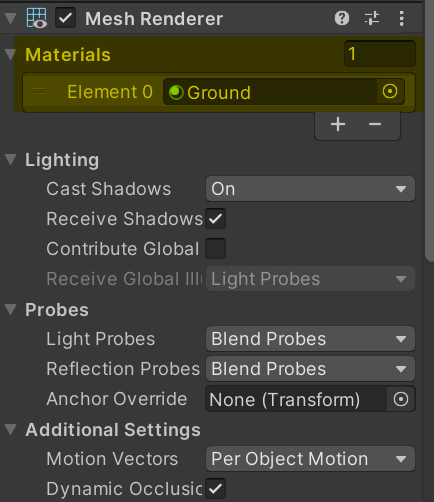 Mesh Renderer
Materials 1
Element 0 Ground
+ −
Lighting
Cast Shadows On
Receive Shadows
Contribute Global
Receive Global Illu Light Probes
Probes
Light Probes Blend Probes
Reflection Probes Blend Probes
Anchor Override None (Transform)
Additional Settings
Motion Vectors Per Object Motion
Dynamic Occlusic